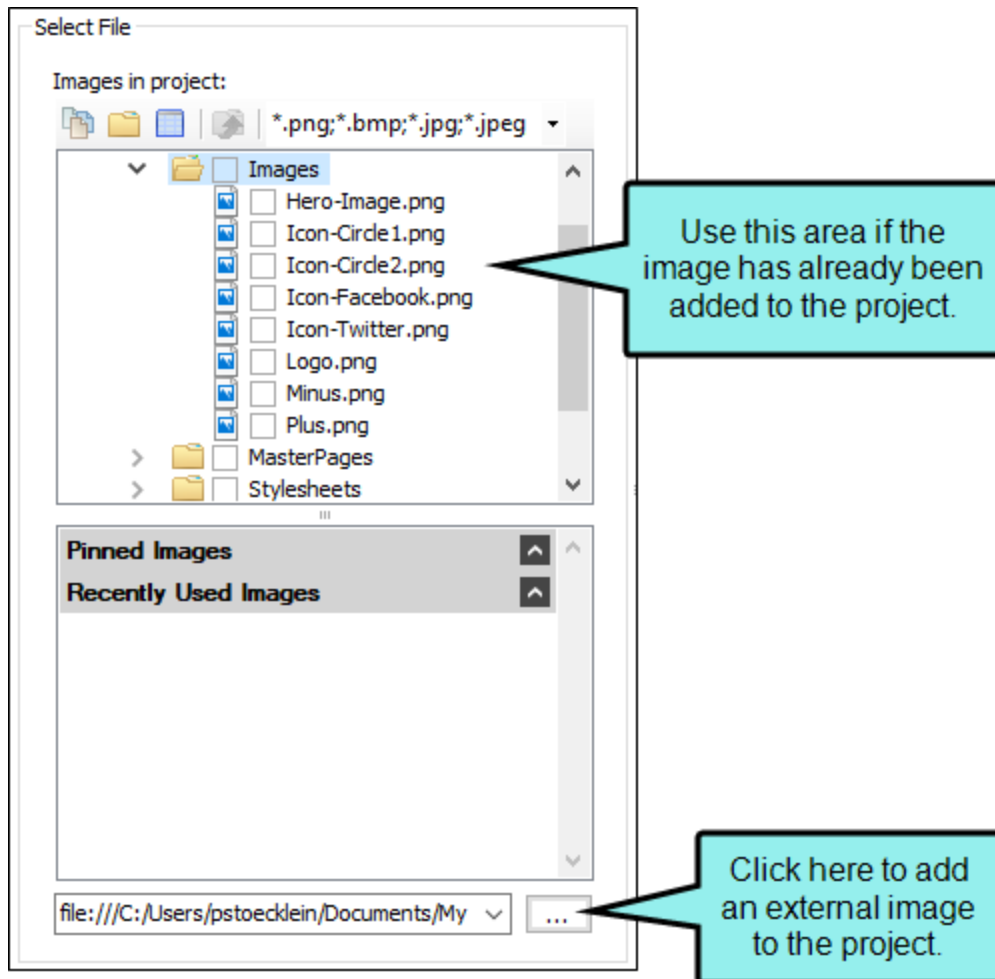 Select File
Images in project:
*.png;*.bmp;*.jpg;*.jpeg
Images
Hero-Image.png
Icon-Circle1.png
Icon-Circle2.png
Icon-Facebook.png
Icon-Twitter.png
Logo.png
Minus.png
Plus.png
MasterPages
Stylesheets
Use this area if the
image has already been
added to the project.
Pinned Images
Recently Used Images
file:///C:/Users/pstoecklein/Documents/My
...
Click here to add
an external image
to the project.